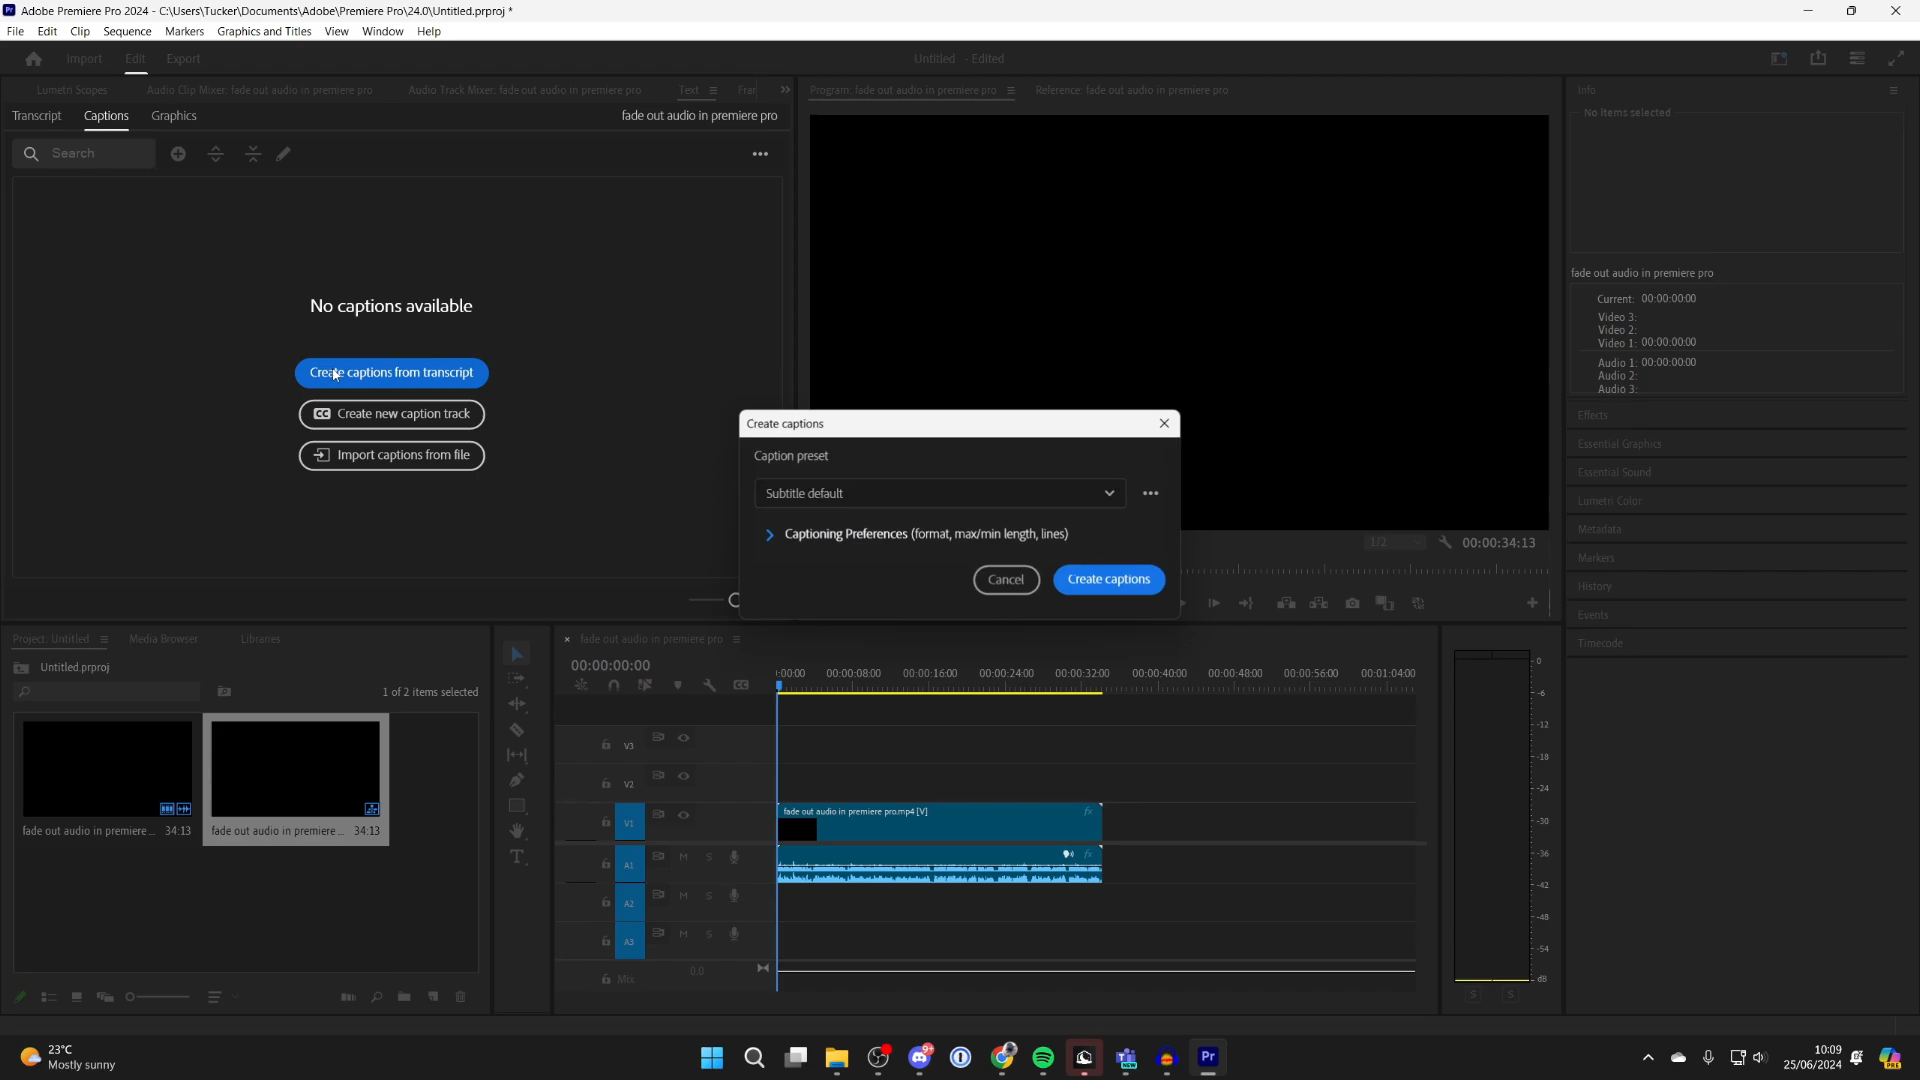 Adobe Premiere Pro 2024 - C:\Users\Tucker\Documents\Adobe\Premiere Pro\24.0\Untitled.prproj *
File Edit Clip Sequence Markers Graphics and Titles View Window Help
Import Edit Export Untitled - Edited
Lumetri Scopes Audio Clip Mixer: fade out audio in premiere pro Audio Track Mixer: fade out audio in premiere pro Text Frar
Transcript Captions Graphics fade out audio in premiere pro
Search
No captions available
Create captions from transcript
CC Create new caption track
Import captions from file
Program: fade out audio in premiere pro Reference: fade out audio in premiere pro
Create captions
Caption preset
Subtitle default
Captioning Preferences (format, max/min length, lines)
Cancel Create captions
1/2 00:00:34:13
Info
No Items selected
fade out audio in premiere pro
Current: 00:00:00:00
Video 3:
Video 2:
Video 1: 00:00:00:00
Audio 1: 00:00:00:00
Audio 2:
Audio 3:
Effects
Essential Graphics
Essential Sound
Lumetri Color
Metadata
Markers
History
Events
Timecode
Project: Untitled Media Browser Libraries
Untitled.prproj
1 of 2 items selected
fade out audio in premiere ... 34:13
fade out audio in premiere ... 34:13
fade out audio in premiere pro
00:00:00:00
:00:00 00:00:08:00 00:00:16:00 00:00:24:00 00:00:32:00 00:00:40:00 00:00:48:00 00:00:56:00 00:01:04:00
V3
V2
V1
fade out audio in premiere pro.mp4 [V] fx
A1 M S fx
A2 M S
A3 M S
Mix 0.0
0
-6
-12
-18
-24
-30
-36
-42
-48
-54
dB
S S
23°C
Mostly sunny
9+
NEW
Pr
10:09
25/06/2024
PRE